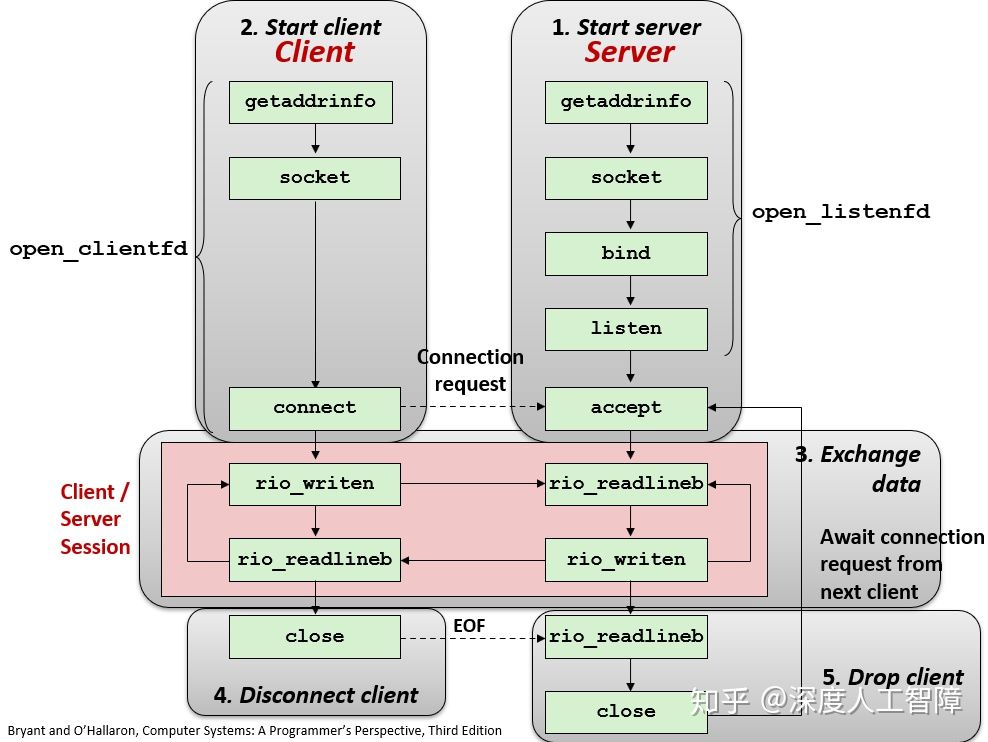 2. Start client
Client
1. Start server
Server
getaddrinfo
getaddrinfo
socket
socket
open_clientfd
open_listenfd
bind
listen
Connection
request
connect
accept
3. Exchange
data
Client /
Server
Session
rio_writen
rio_readlineb
rio_readlineb
rio_writen
Await connection
request from
next client
close
EOF
rio_readlineb
4. Disconnect client
5. Drop client
close
知乎 @深度人工智障
Bryant and O’Hallaron, Computer Systems: A Programmer’s Perspective, Third Edition